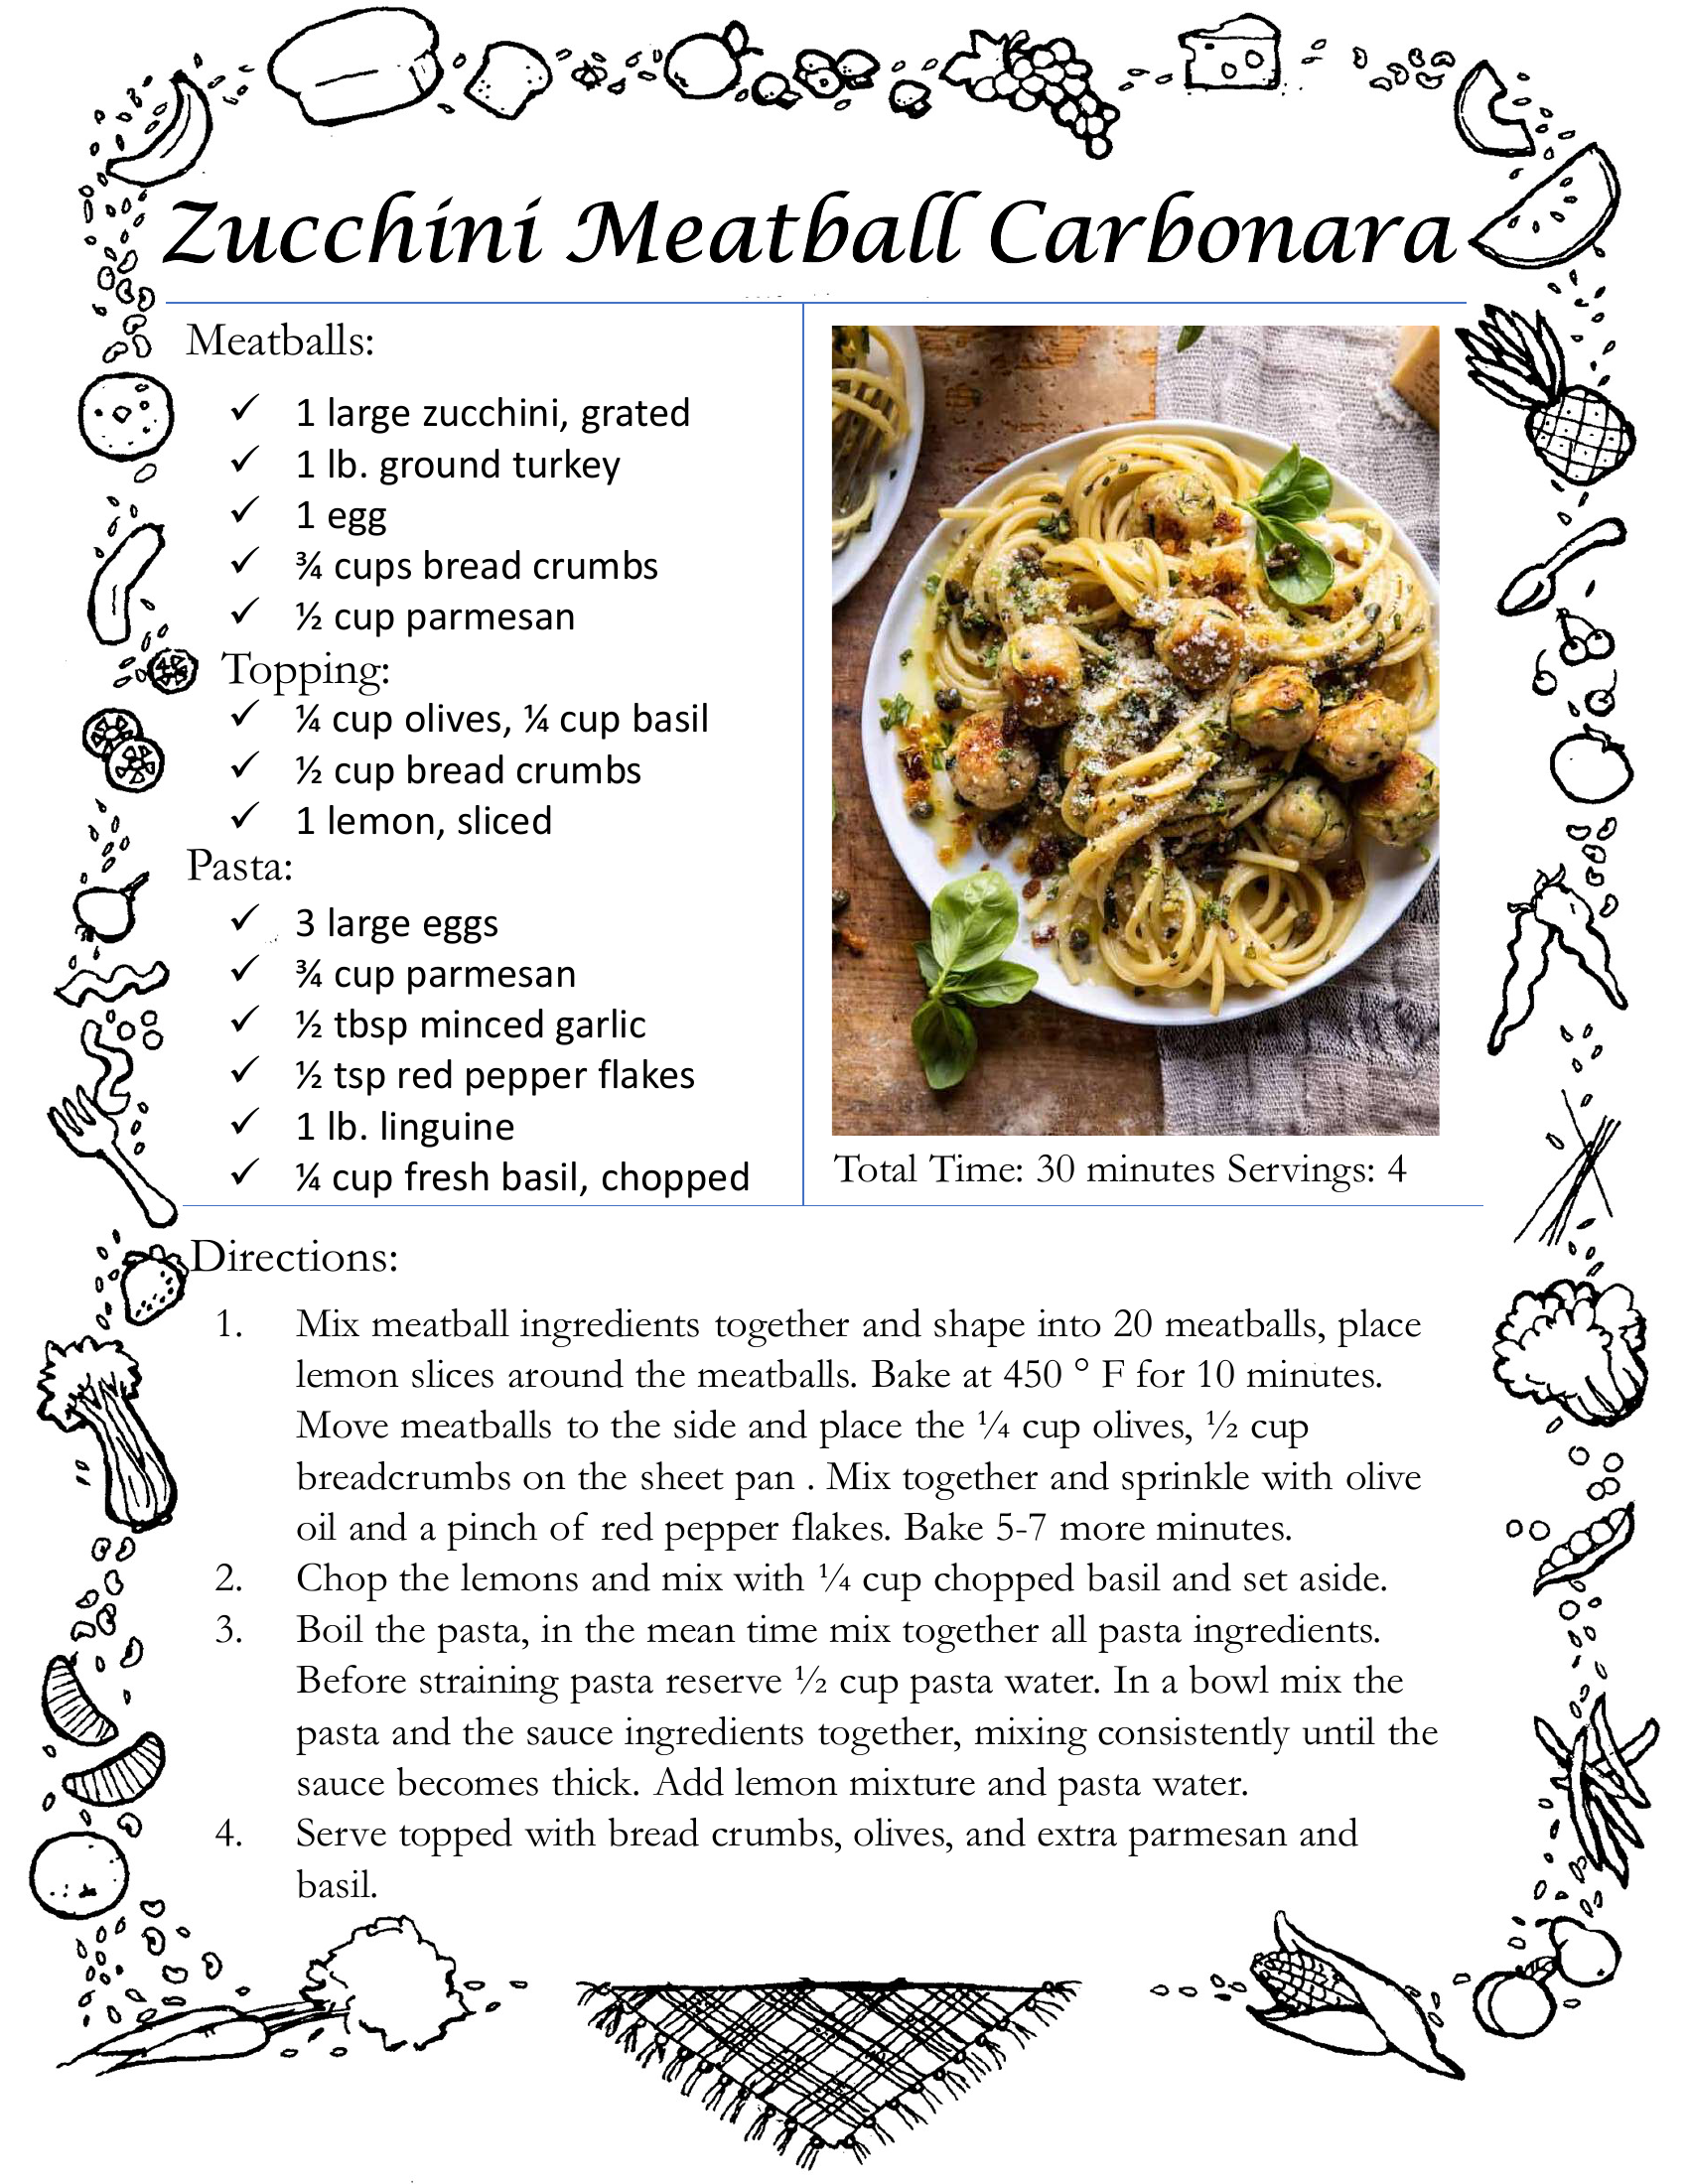 Zucchini Meatball Carbonara
Meatballs:
✓ 1 large zucchini, grated
✓ 1 lb. ground turkey
✓ 1 egg
✓ ¾ cups bread crumbs
✓ ½ cup parmesan
Topping:
✓ ¼ cup olives, ¼ cup basil
✓ ½ cup bread crumbs
✓ 1 lemon, sliced
Pasta:
✓ 3 large eggs
✓ ¾ cup parmesan
✓ ½ tbsp minced garlic
✓ ½ tsp red pepper flakes
✓ 1 lb. linguine
✓ ¼ cup fresh basil, chopped
Total Time: 30 minutes Servings: 4
Directions:
1. Mix meatball ingredients together and shape into 20 meatballs, place
lemon slices around the meatballs. Bake at 450 ° F for 10 minutes.
Move meatballs to the side and place the ¼ cup olives, ½ cup
breadcrumbs on the sheet pan . Mix together and sprinkle with olive
oil and a pinch of red pepper flakes. Bake 5-7 more minutes.
2. Chop the lemons and mix with ¼ cup chopped basil and set aside.
3. Boil the pasta, in the mean time mix together all pasta ingredients.
Before straining pasta reserve ½ cup pasta water. In a bowl mix the
pasta and the sauce ingredients together, mixing consistently until the
sauce becomes thick. Add lemon mixture and pasta water.
4. Serve topped with bread crumbs, olives, and extra parmesan and
basil.